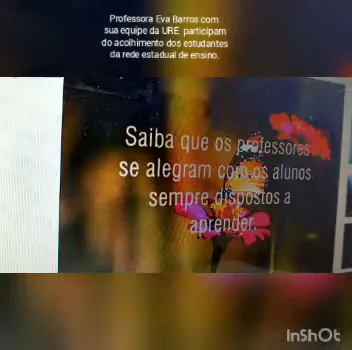 Professora Eva Barros com
sua equipe da URE participam
do acolhimento dos estudantes
da rede estadual de ensino.
Saiba que os professores
se alegram com os alunos
sempre dispostos a
aprender.
InShOt